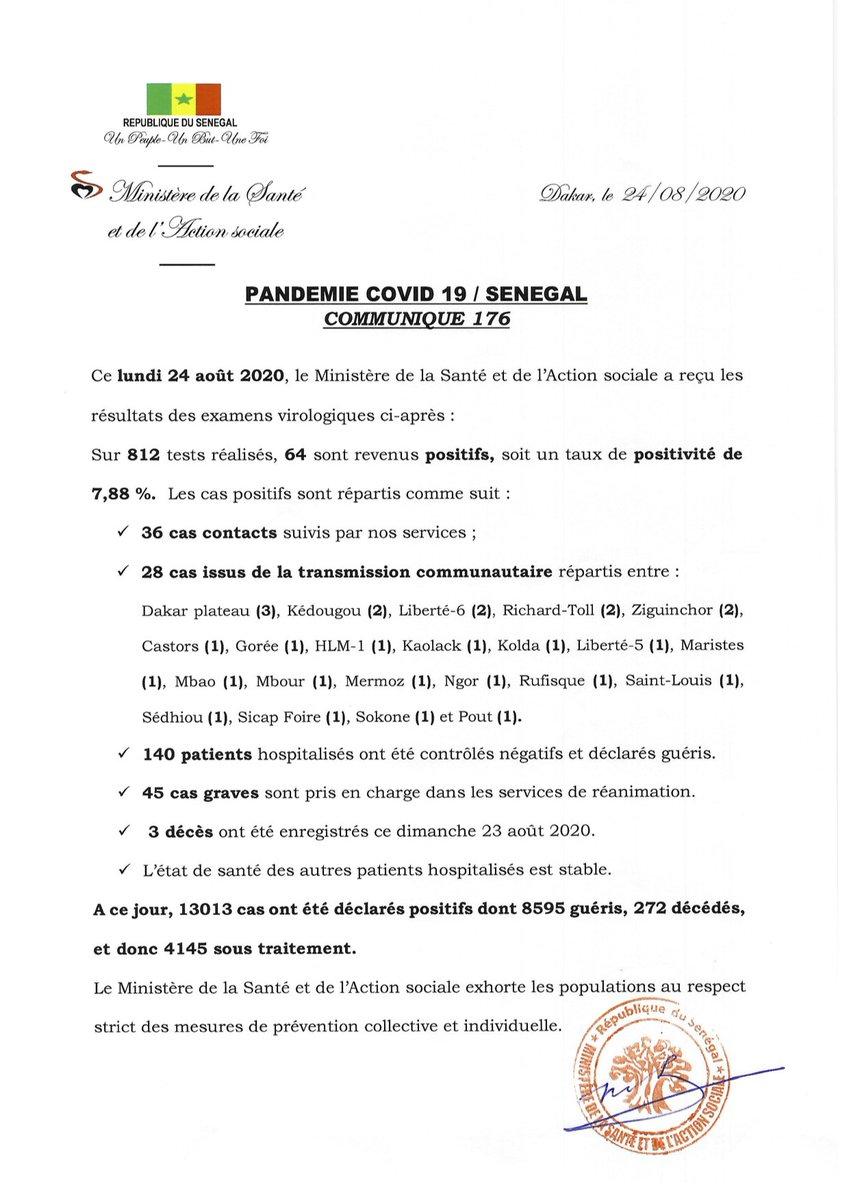 REPUBLIQUE DU SENEGAL
Un Peuple-Un But-Une Foi
Ministère de la Santé
et de l'Action sociale
Dakar, le 24/08/2020
PANDEMIE COVID 19 / SENEGAL
COMMUNIQUE 176
Ce lundi 24 août 2020, le Ministère de la Santé et de l'Action sociale a reçu les
résultats des examens virologiques ci-après :
Sur 812 tests réalisés, 64 sont revenus positifs, soit un taux de positivité de
7,88 %. Les cas positifs sont répartis comme suit :
✓ 36 cas contacts suivis par nos services ;
✓ 28 cas issus de la transmission communautaire répartis entre :
Dakar plateau (3), Kédougou (2), Liberté-6 (2), Richard-Toll (2), Ziguinchor (2),
Castors (1), Gorée (1), HLM-1 (1), Kaolack (1), Kolda (1), Liberté-5 (1), Maristes
(1), Mbao (1), Mbour (1), Mermoz (1), Ngor (1), Rufisque (1), Saint-Louis (1),
Sédhiou (1), Sicap Foire (1), Sokone (1) et Pout (1).
✓ 140 patients hospitalisés ont été contrôlés négatifs et déclarés guéris.
✓ 45 cas graves sont pris en charge dans les services de réanimation.
✓ 3 décès ont été enregistrés ce dimanche 23 août 2020.
✓ L'état de santé des autres patients hospitalisés est stable.
A ce jour, 13013 cas ont été déclarés positifs dont 8595 guéris, 272 décédés,
et donc 4145 sous traitement.
Le Ministère de la Santé et de l'Action sociale exhorte les populations au respect
strict des mesures de prévention collective et individuelle.
★ République du Sénégal ★
MINISTERE DE LA SANTÉ ET DE L'ACTION SOCIALE